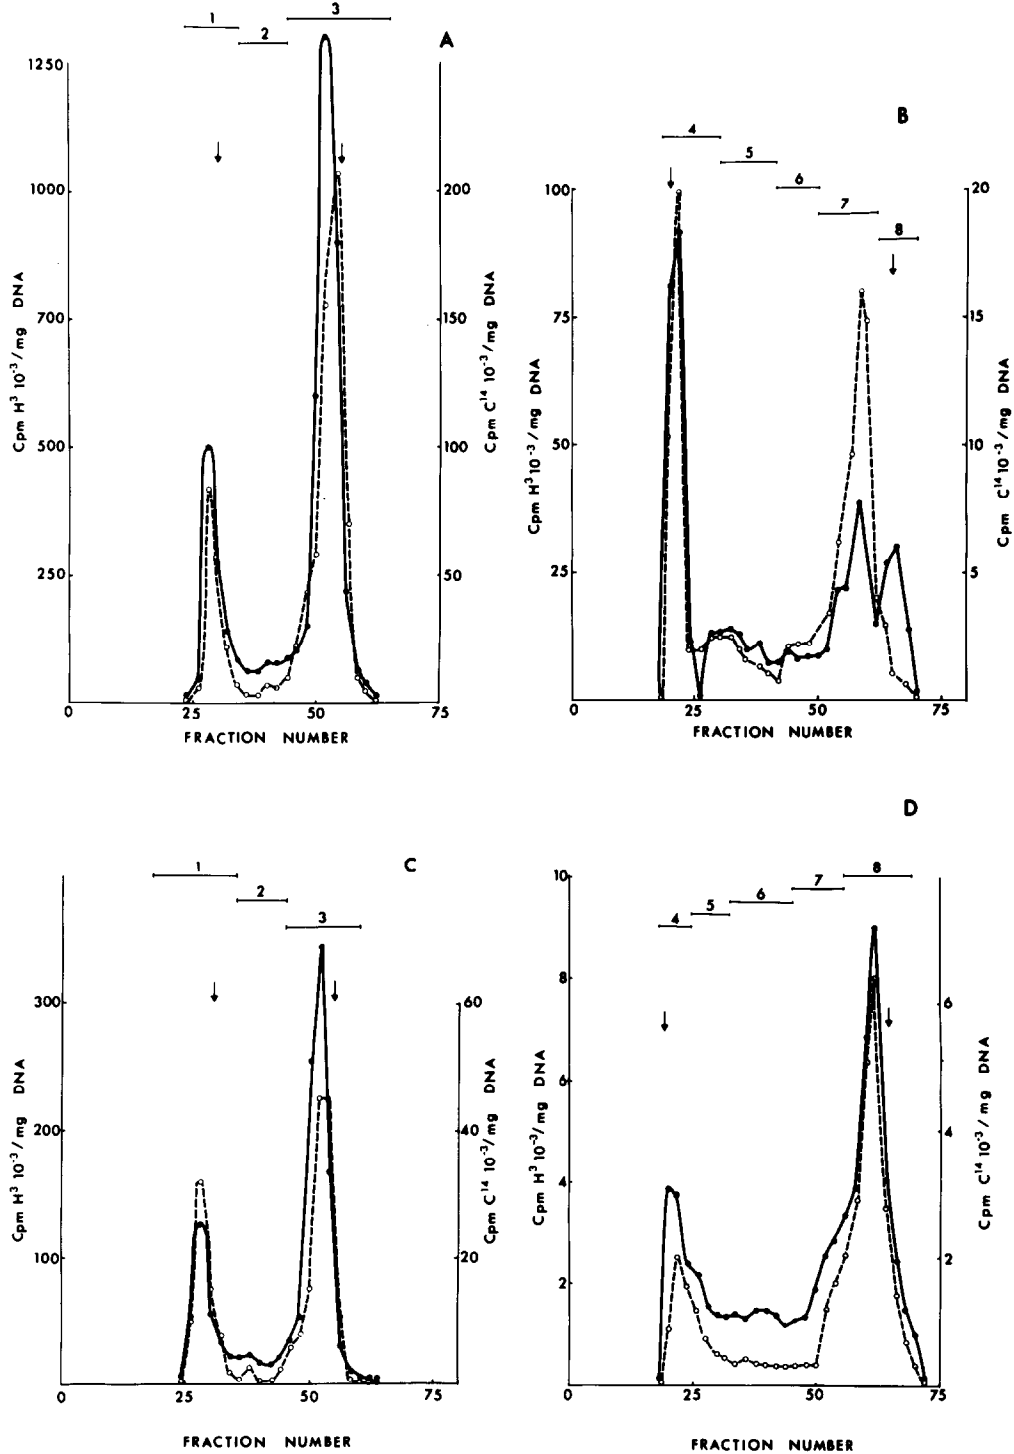 A
1 2 3
1250
1000
700
500
250
200
150
100
50
0 25 50 75
Cpm H³ 10⁻³/mg DNA
Cpm C¹⁴ 10⁻³/mg DNA
FRACTION NUMBER
B
4 5 6 7 8
100
75
50
25
20
15
10
5
0 25 50 75
Cpm H³ 10⁻³/mg DNA
Cpm C¹⁴ 10⁻³/mg DNA
FRACTION NUMBER
C
1 2 3
300
200
100
60
40
20
0 25 50 75
Cpm H³ 10⁻³/mg DNA
Cpm C¹⁴ 10⁻³/mg DNA
FRACTION NUMBER
D
4 5 6 7 8
10
8
6
4
2
6
4
2
0 25 50 75
Cpm H³ 10⁻³/mg DNA
Cpm C¹⁴ 10⁻³/mg DNA
FRACTION NUMBER